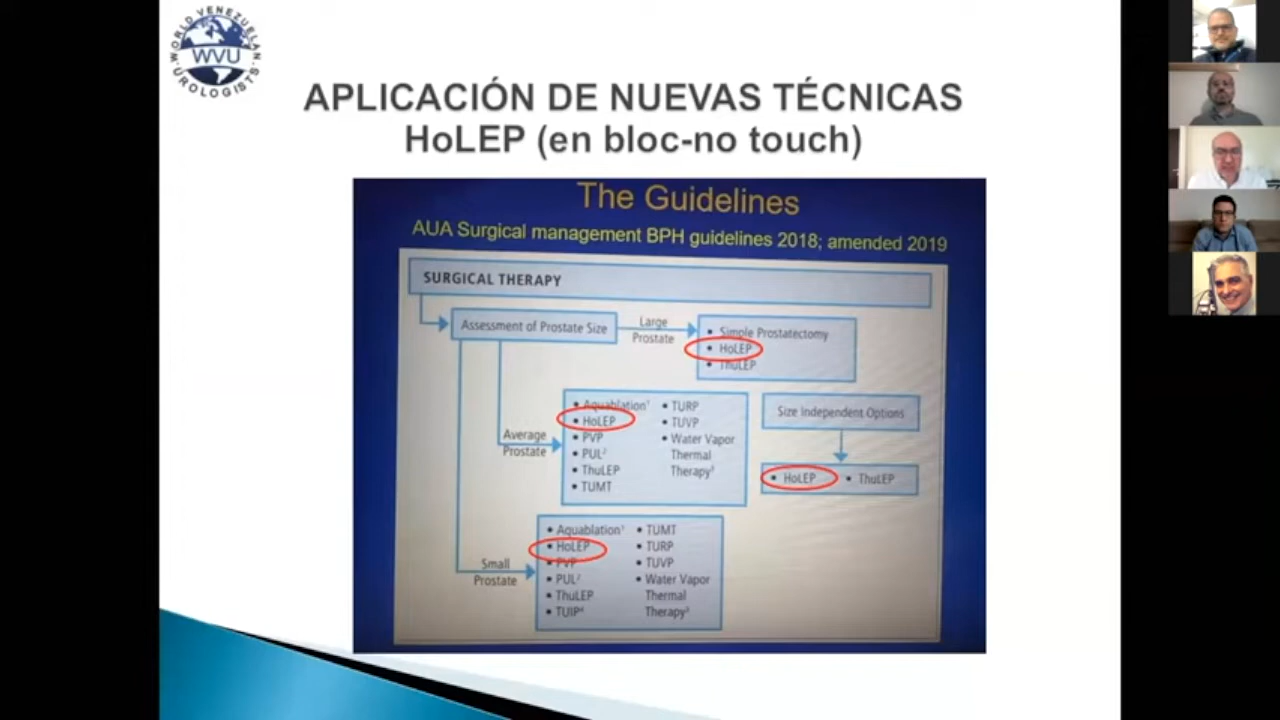 WORLD VENEZUELAN
WVU
UROLOGISTS
APLICACIÓN DE NUEVAS TÉCNICAS
HoLEP (en bloc-no touch)
The Guidelines
AUA Surgical management BPH guidelines 2018; amended 2019
SURGICAL THERAPY
Assessment of Prostate Size
Large
Prostate
• Simple Prostatectomy
• HoLEP
• ThuLEP
Average
Prostate
• Aquablation¹
• HoLEP
• PVP
• PUL²
• ThuLEP
• TUMT
• TURP
• TUVP
• Water Vapor
Thermal
Therapy³
Size Independent Options
• HoLEP • ThuLEP
Small
Prostate
• Aquablation¹
• HoLEP
• PVP
• PUL²
• ThuLEP
• TUIP⁴
• TUMT
• TURP
• TUVP
• Water Vapor
Thermal
Therapy³